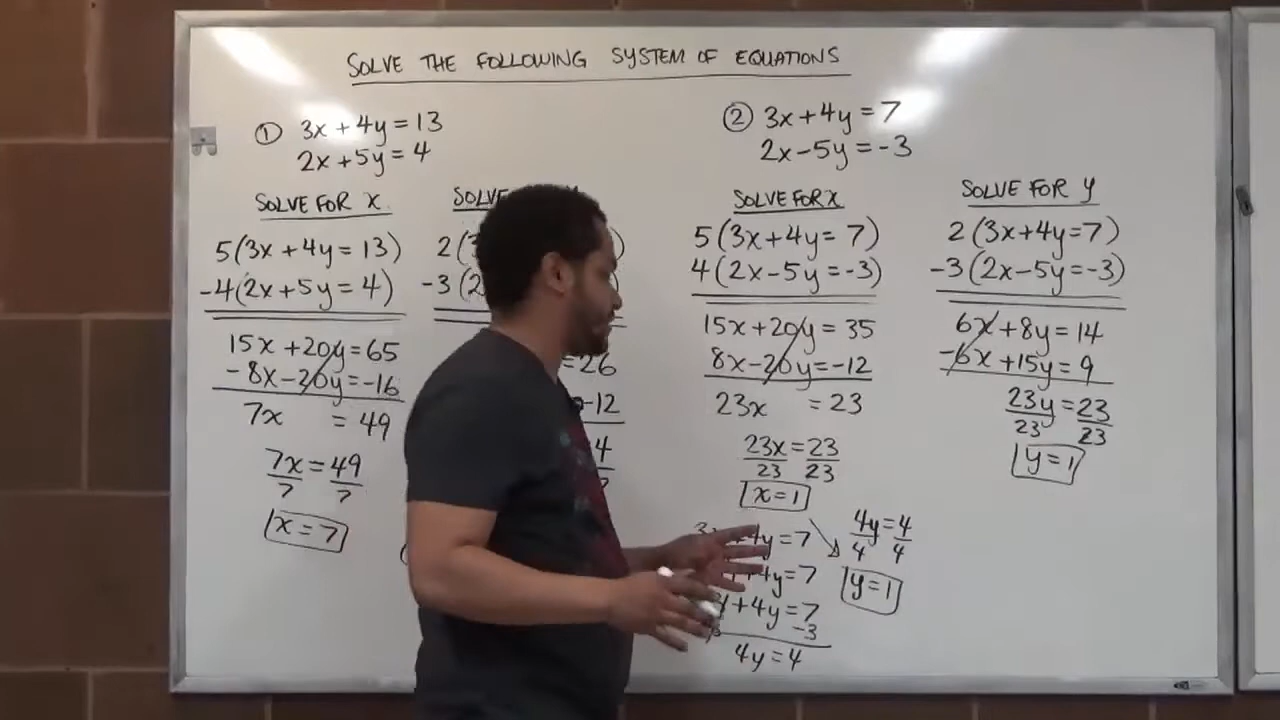 SOLVE THE FOLLOWING SYSTEM OF EQUATIONS
① 3x + 4y = 13
2x + 5y = 4
SOLVE FOR X
5(3x + 4y = 13)
-4(2x + 5y = 4)
15x + 20y = 65
-8x - 20y = -16
7x = 49
7x = 49
7 7
x = 7
SOLVE
2(3
-3(2
= 26
-12
4
② 3x + 4y = 7
2x - 5y = -3
SOLVE FOR X
5(3x + 4y = 7)
4(2x - 5y = -3)
15x + 20y = 35
8x - 20y = -12
23x = 23
23x = 23
23 23
x = 1
4y = 7
+4y = 7
+ 4y = 7
-3
4y = 4
4y = 4
4 4
y = 1
SOLVE FOR y
2(3x + 4y = 7)
-3(2x - 5y = -3)
6x + 8y = 14
-6x + 15y = 9
23y = 23
23 23
y = 1